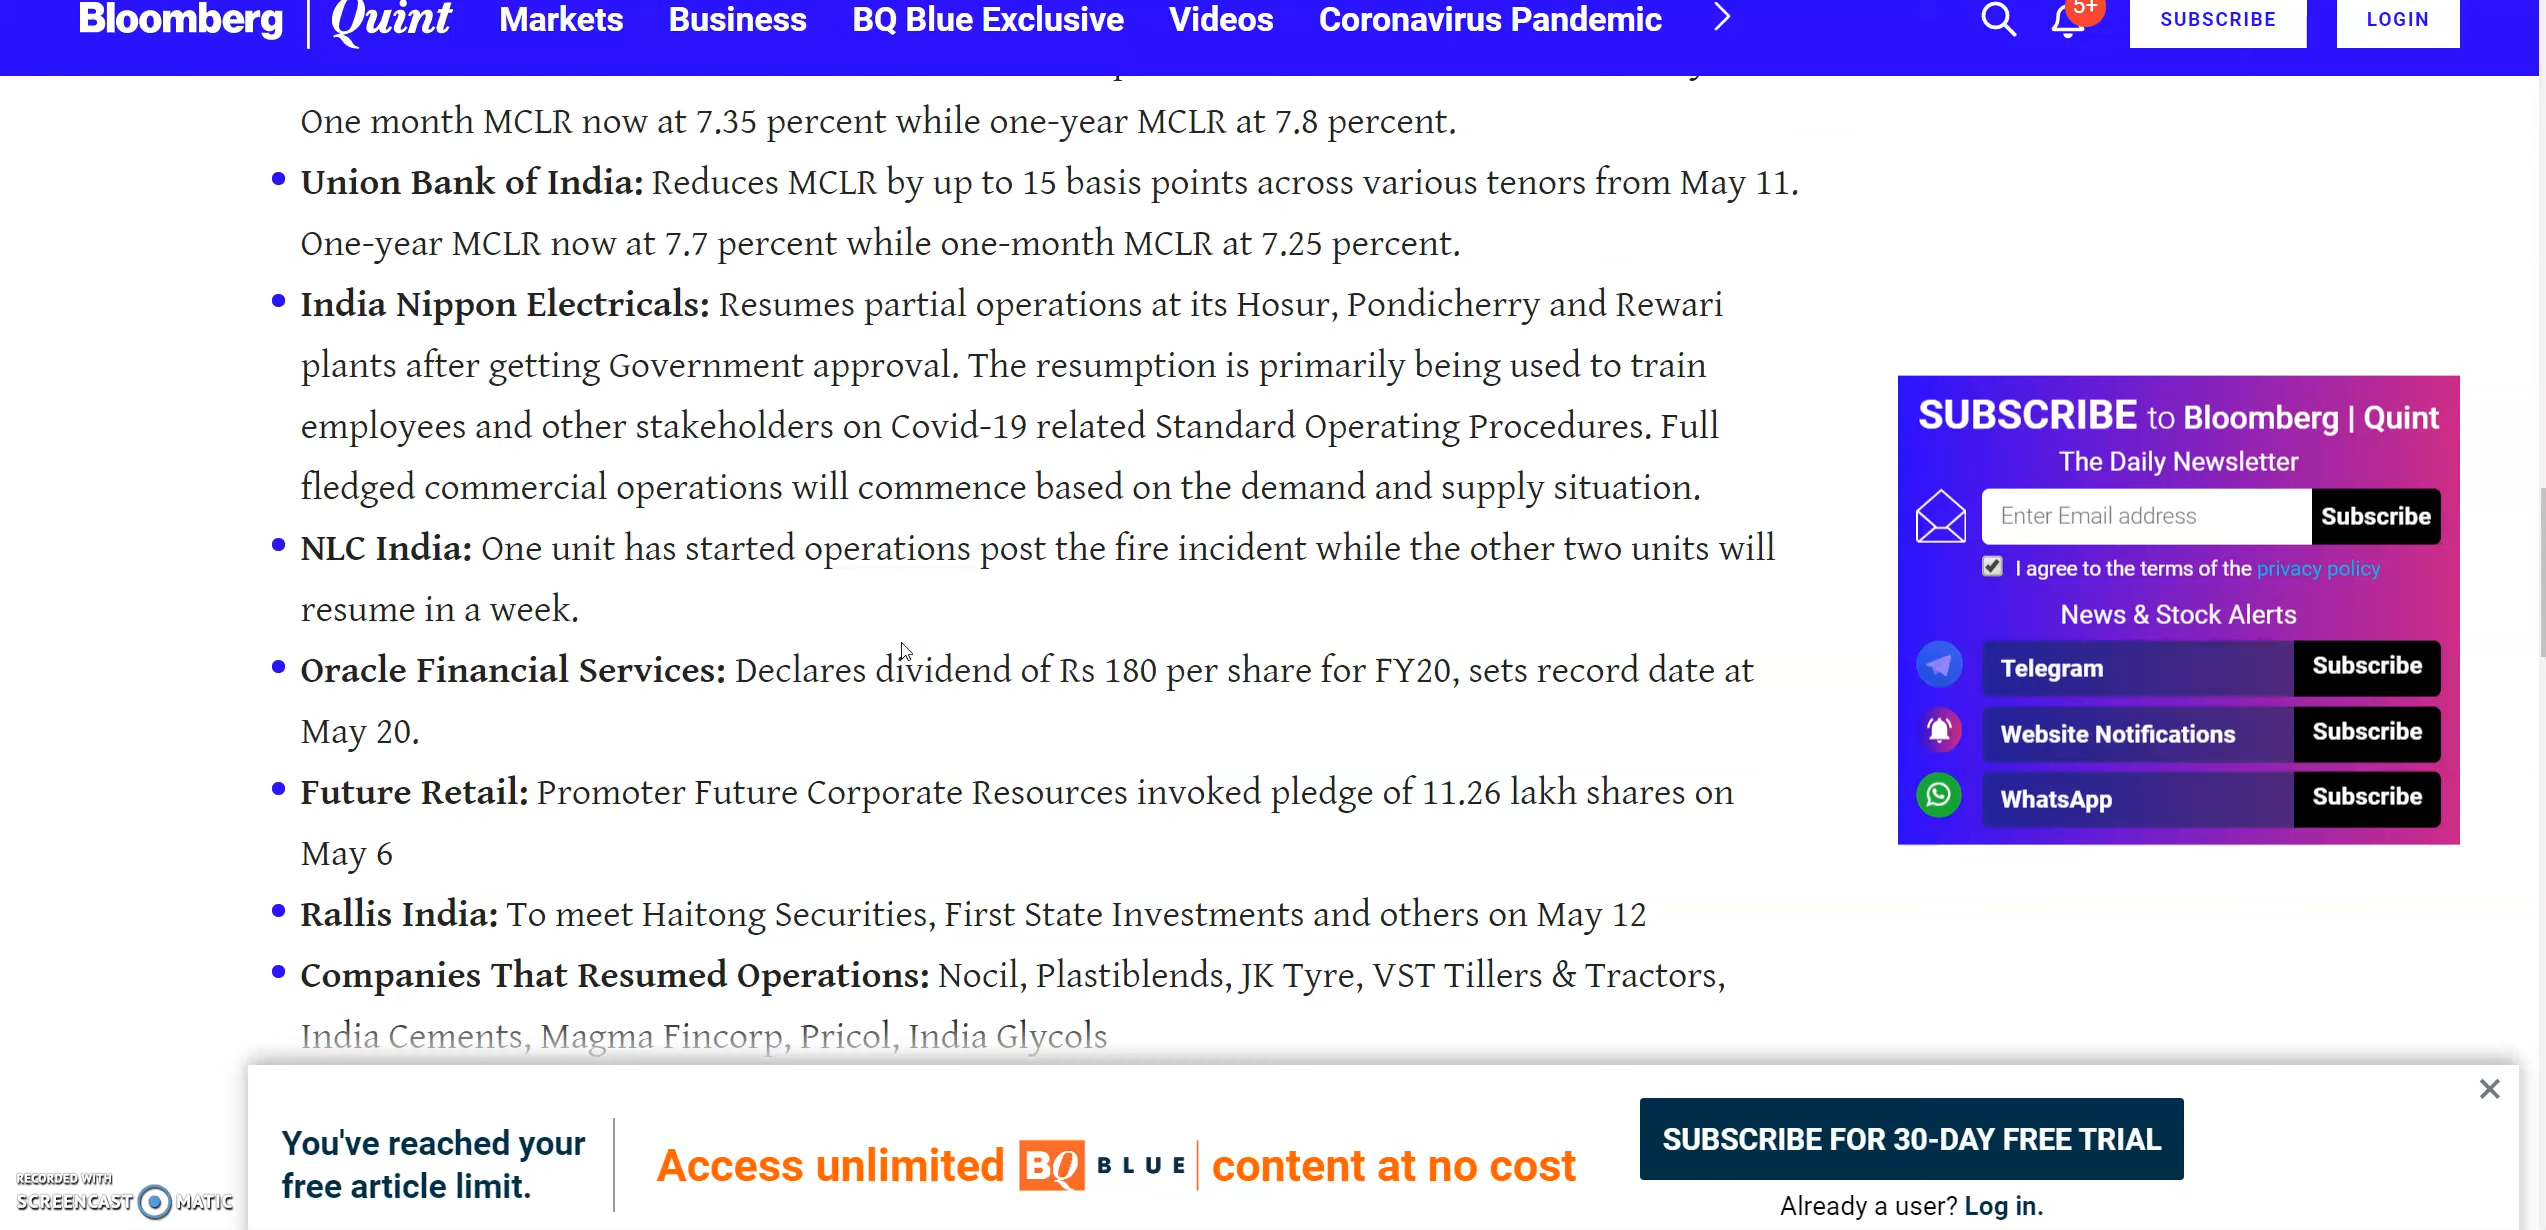 Bloomberg | Quint Markets Business BQ Blue Exclusive Videos Coronavirus Pandemic 5+ SUBSCRIBE LOGIN
One month MCLR now at 7.35 percent while one-year MCLR at 7.8 percent.
Union Bank of India: Reduces MCLR by up to 15 basis points across various tenors from May 11.
One-year MCLR now at 7.7 percent while one-month MCLR at 7.25 percent.
India Nippon Electricals: Resumes partial operations at its Hosur, Pondicherry and Rewari
plants after getting Government approval. The resumption is primarily being used to train
employees and other stakeholders on Covid-19 related Standard Operating Procedures. Full
fledged commercial operations will commence based on the demand and supply situation.
NLC India: One unit has started operations post the fire incident while the other two units will
resume in a week.
Oracle Financial Services: Declares dividend of Rs 180 per share for FY20, sets record date at
May 20.
Future Retail: Promoter Future Corporate Resources invoked pledge of 11.26 lakh shares on
May 6
Rallis India: To meet Haitong Securities, First State Investments and others on May 12
Companies That Resumed Operations: Nocil, Plastiblends, JK Tyre, VST Tillers & Tractors,
India Cements, Magma Fincorp, Pricol, India Glycols
SUBSCRIBE to Bloomberg | Quint
The Daily Newsletter
Enter Email address Subscribe
I agree to the terms of the privacy policy
News & Stock Alerts
Telegram Subscribe
Website Notifications Subscribe
WhatsApp Subscribe
You've reached your
free article limit.
Access unlimited BQ BLUE content at no cost
SUBSCRIBE FOR 30-DAY FREE TRIAL
Already a user? Log in.
RECORDED WITH
SCREENCAST MATIC